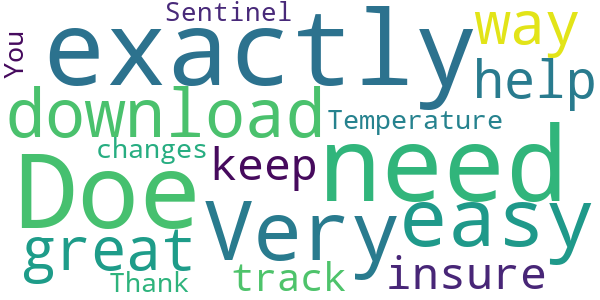 Sentinel
You exactly way
help
download
Temperature
changes
Doe keep need
Very easy
great
insure
Thank track